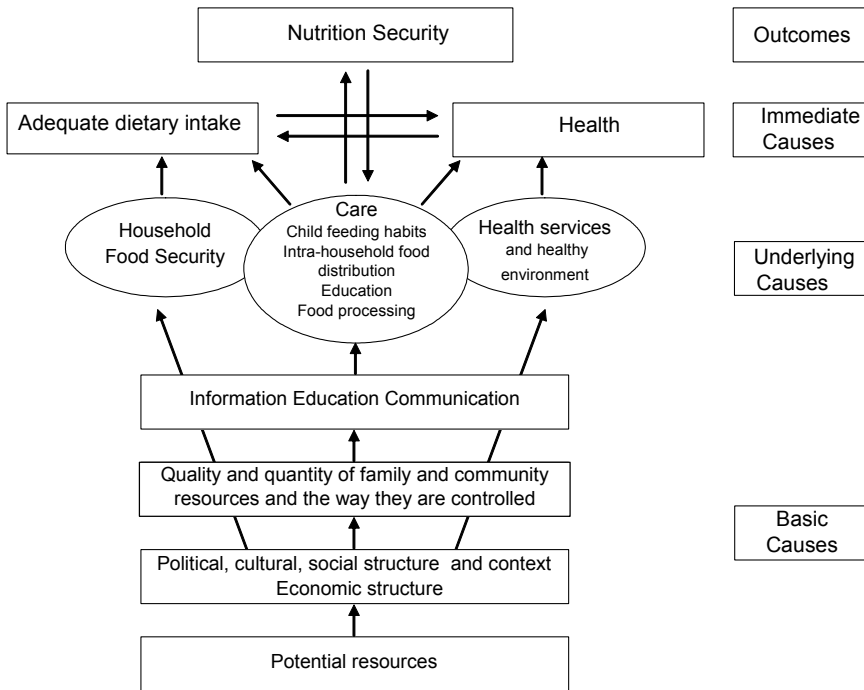 Nutrition Security
Outcomes
Adequate dietary intake
Health
Immediate
Causes
Household
Food Security
Care
Child feeding habits
Intra-household food
distribution
Education
Food processing
Health services
and healthy
environment
Underlying
Causes
Information Education Communication
Quality and quantity of family and community
resources and the way they are controlled
Political, cultural, social structure and context
Economic structure
Basic
Causes
Potential resources